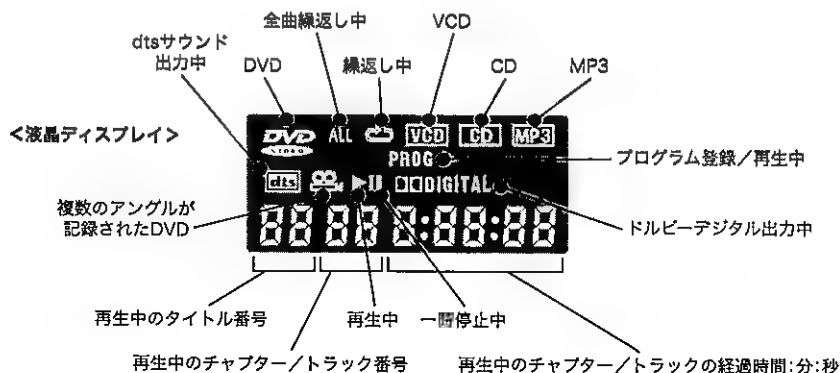 全曲繰返し中
VCD
dtsサウンド
出力中
DVD
繰返し中
CD
MP3
<液晶ディスプレイ>
DVD
VIDEO
ALL
VCD
CD
MP3
PROG
プログラム登録／再生中
dts
DIGITAL
複数のアングルが
記録されたDVD
ドルビーデジタル出力中
88 88 8:88:88
再生中のタイトル番号
再生中
一時停止中
再生中のチャプター／トラック番号
再生中のチャプター／トラックの経過時間:分:秒